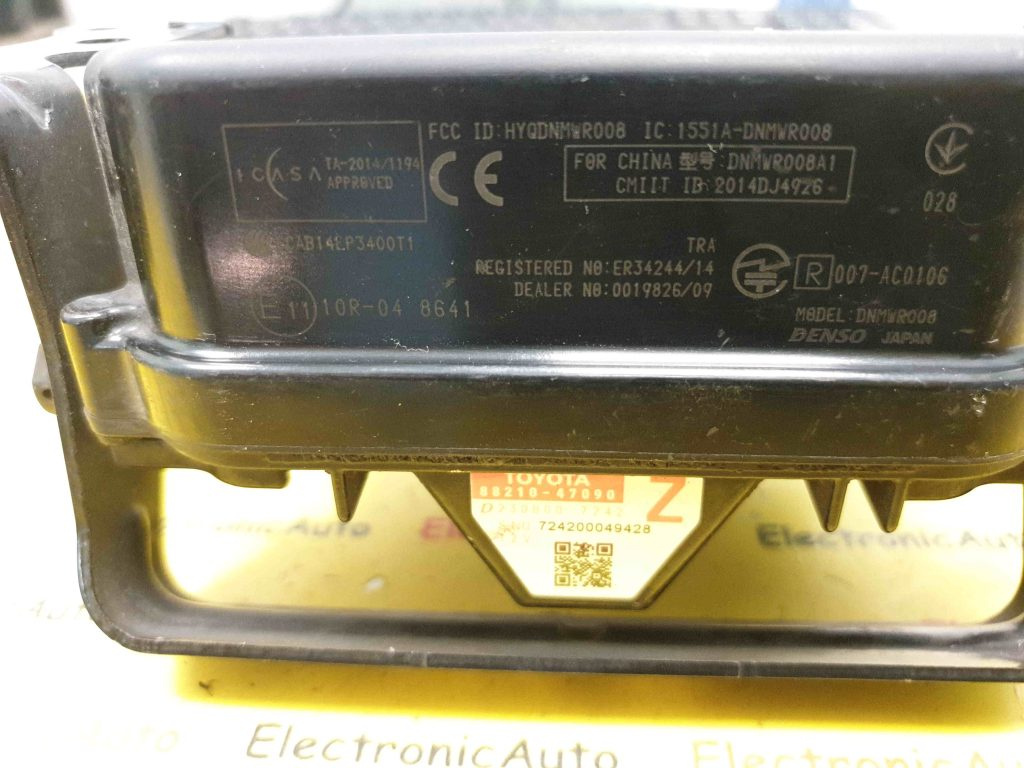 FCC ID:HYQDNMWR008 IC:1551A-DNMWR008
ICASA TA-2014/1194
APPROVED
CE
FOR CHINA 型号:DNMWR008A1
CMIIT ID:2014DJ4926
028
CAB14LP3400T1
TRA
REGISTERED No:ER34244/14
DEALER No:0019826/09
R 007-AC0106
E11 10R-04 8641
MODEL:DNMWR008
DENSO JAPAN
TOYOTA
88210-47090
Z
724200049428
ElectronicAuto
ElectronicAuto
ElectronicAuto
Auto
ElectronicAuto
ElectronicAuto